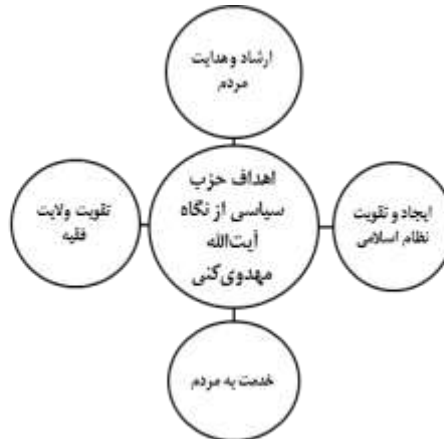 ارشاد و هدایت
مردم
اهداف حزب
سیاسی از نگاه
آیت‌الله
مهدوی‌کنی
ایجاد و تقویت
نظام اسلامی
تقویت ولایت
فقیه
خدمت به مردم